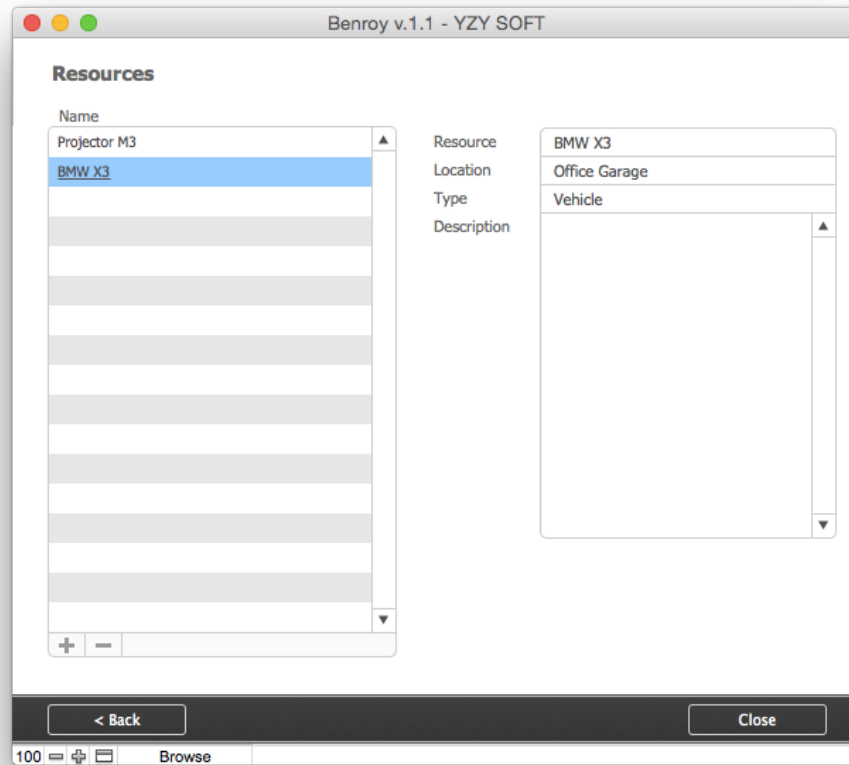 Benroy v.1.1 - YZY SOFT
Resources
Name
Projector M3
BMW X3
Resource BMW X3
Location Office Garage
Type Vehicle
Description
< Back
Close
100 Browse